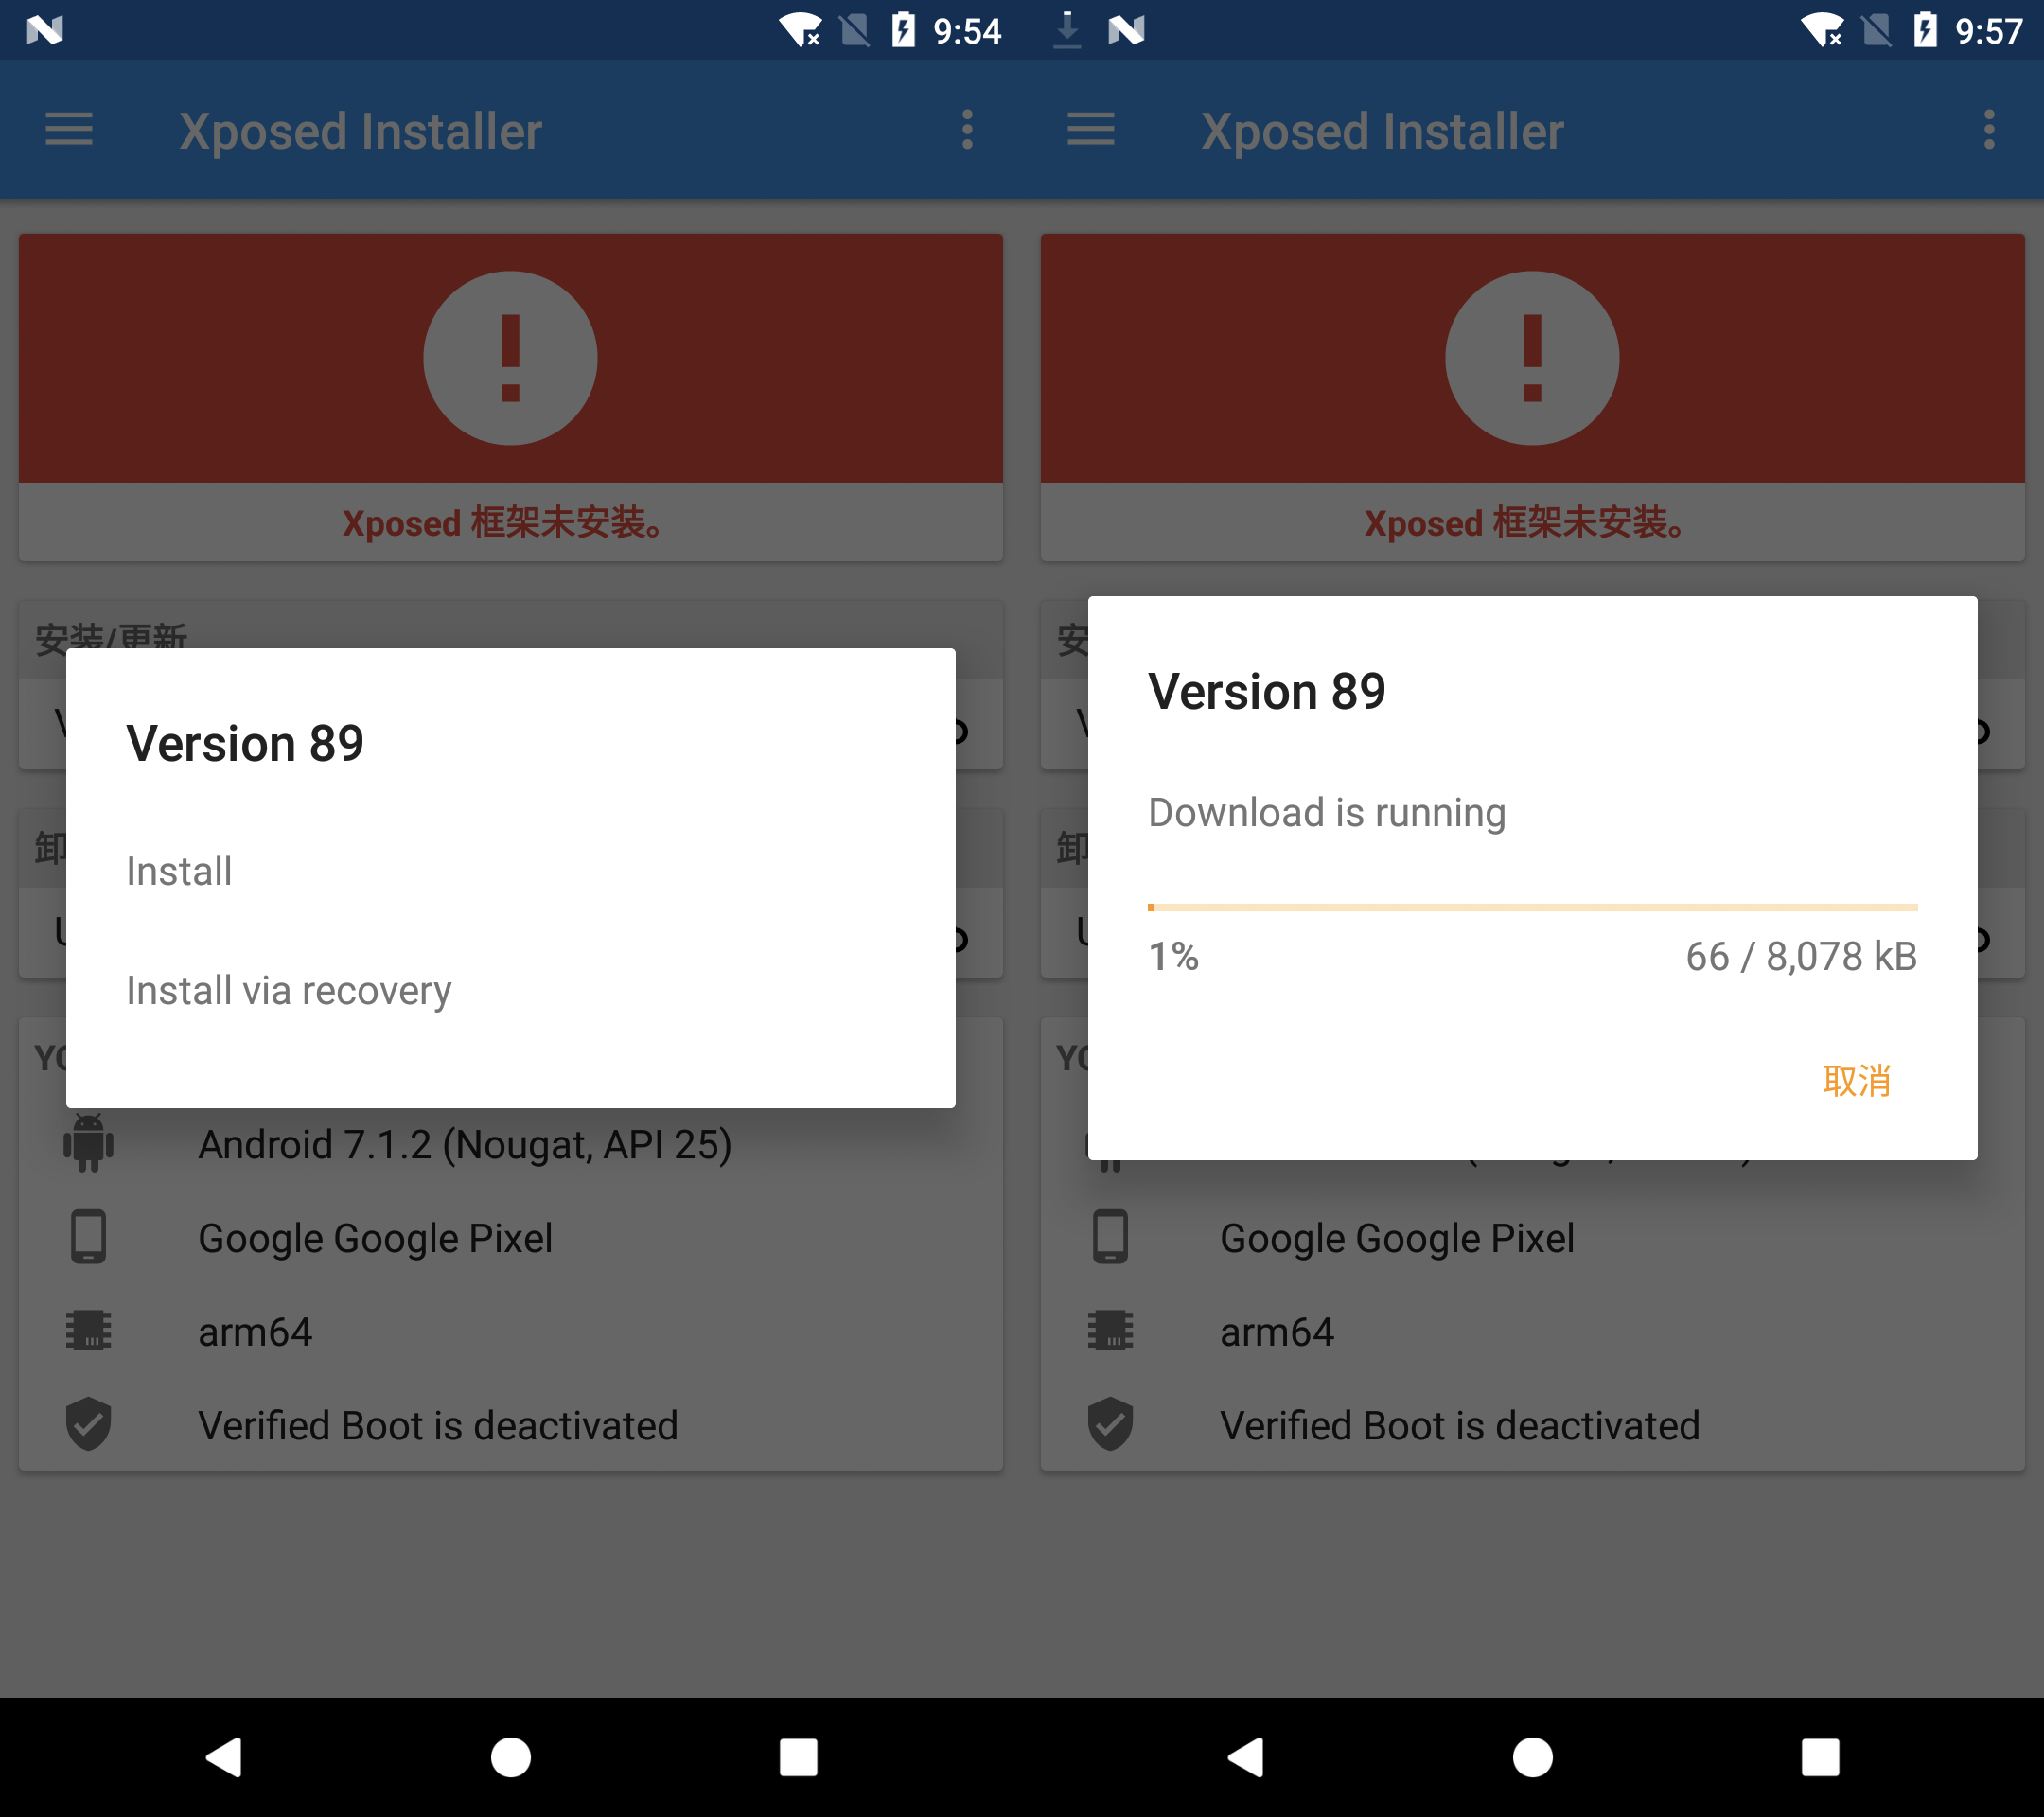 9:54
Xposed Installer
Xposed 框架未安装。
安装/更新
Version 89
Install
Install via recovery
Android 7.1.2 (Nougat, API 25)
Google Google Pixel
arm64
Verified Boot is deactivated
9:57
Xposed Installer
Xposed 框架未安装。
Version 89
Download is running
1%
66 / 8,078 kB
取消
Google Google Pixel
arm64
Verified Boot is deactivated